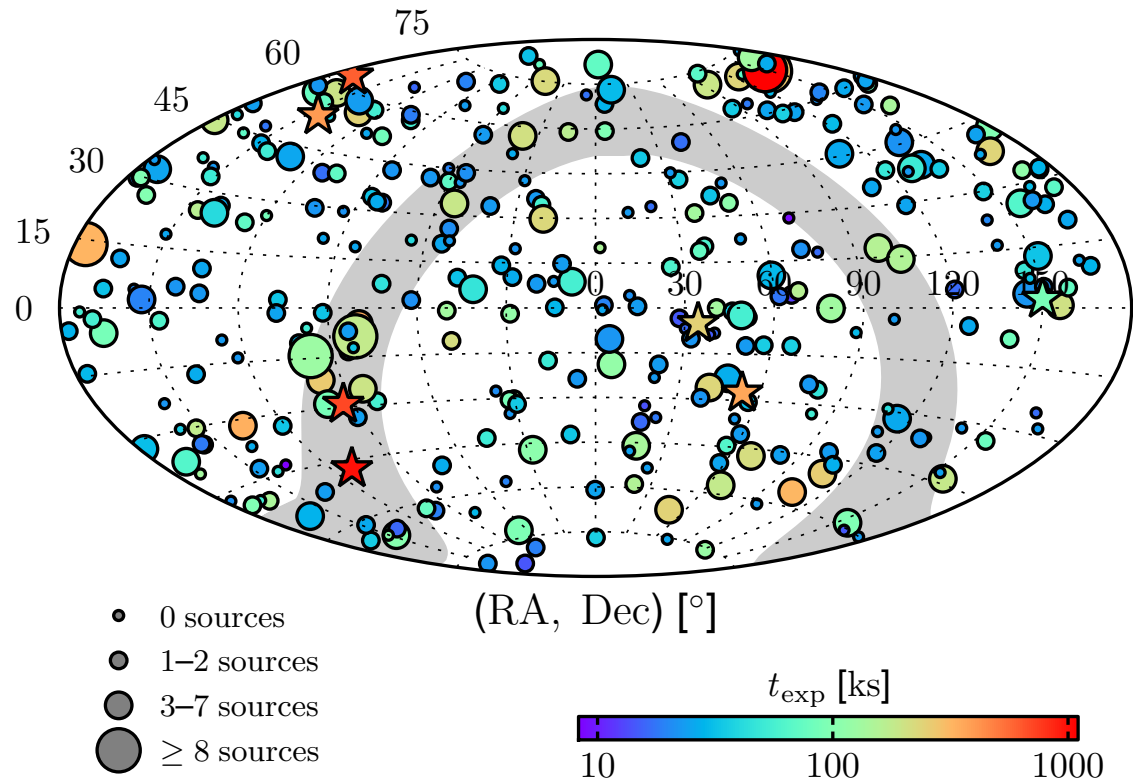 75
60
45
30
15
0
0 30 60 90 120 150
(RA, Dec) [°]
0 sources
1–2 sources
3–7 sources
≥ 8 sources
t_exp [ks]
10 100 1000